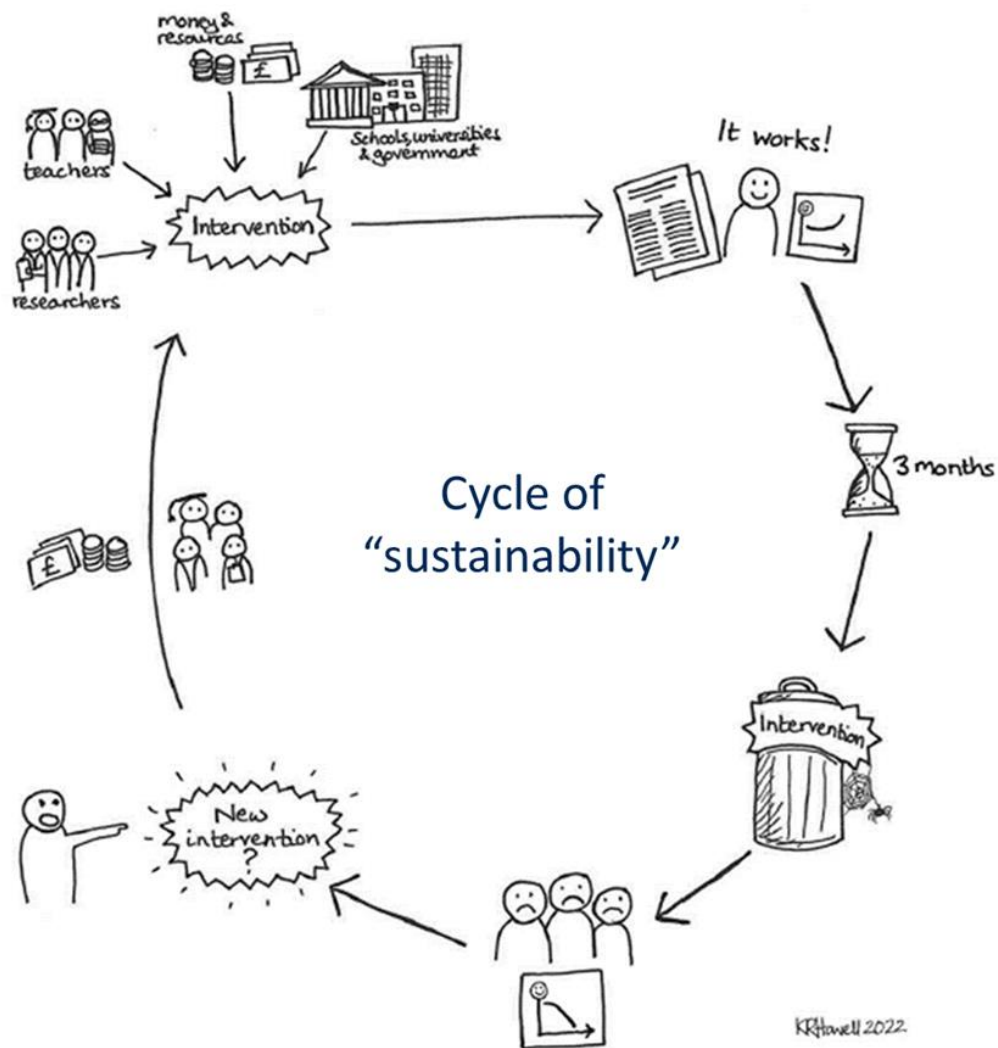 money &
resources
£
Schools, universities
& government
teachers
Intervention
researchers
It works!
3 months
Cycle of
“sustainability”
£
Intervention
New
intervention
?
KRHowell 2022